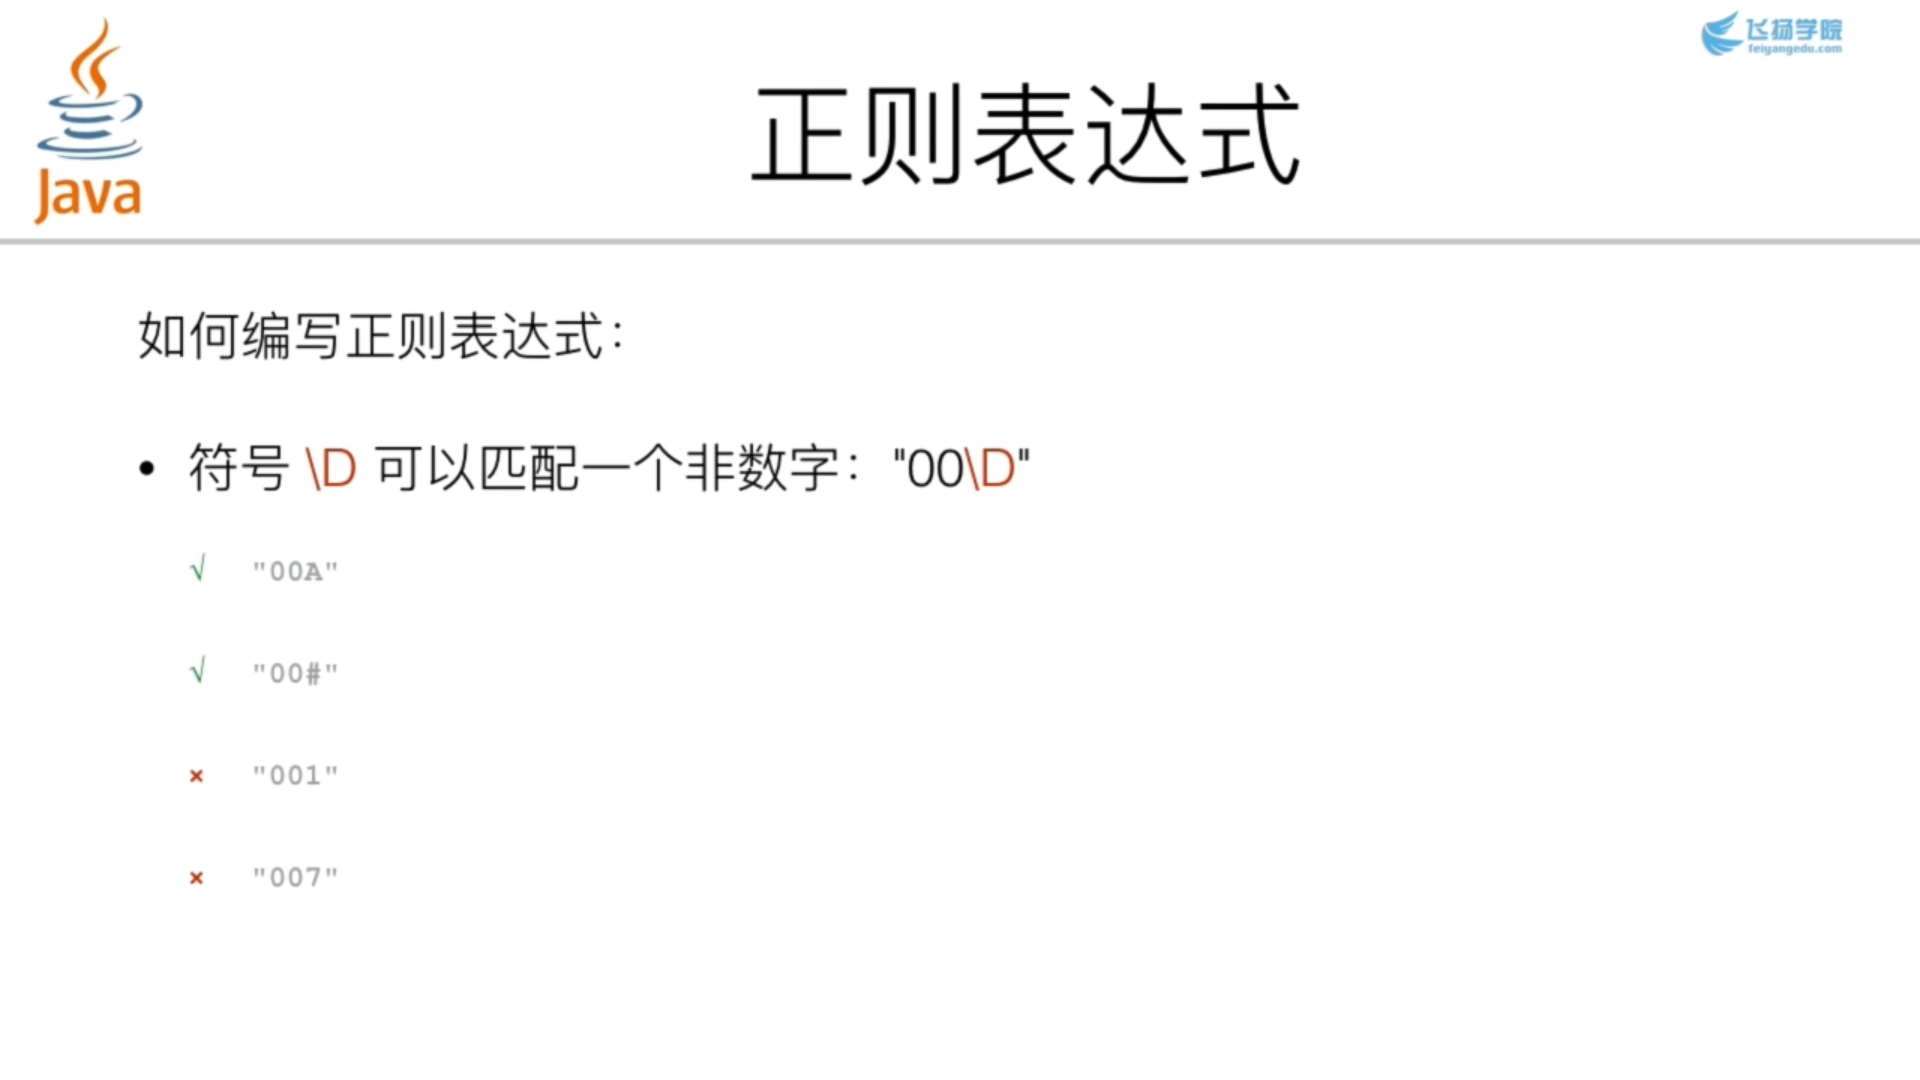 飞扬学院
feiyangedu.com
Java
正则表达式
如何编写正则表达式：
• 符号 \D 可以匹配一个非数字："00\D"
√ "00A"
√ "00#"
× "001"
× "007"